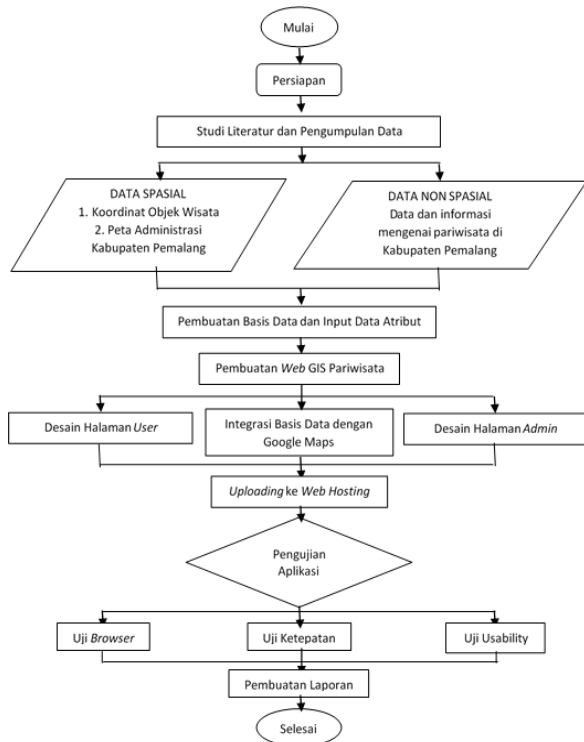 Mulai
Persiapan
Studi Literatur dan Pengumpulan Data
DATA SPASIAL
1. Koordinat Objek Wisata
2. Peta Administrasi
Kabupaten Pemalang
DATA NON SPASIAL
Data dan informasi
mengenai pariwisata di
Kabupaten Pemalang
Pembuatan Basis Data dan Input Data Atribut
Pembuatan Web GIS Pariwisata
Desain Halaman User
Integrasi Basis Data dengan
Google Maps
Desain Halaman Admin
Uploading ke Web Hosting
Pengujian
Aplikasi
Uji Browser
Uji Ketepatan
Uji Usability
Pembuatan Laporan
Selesai